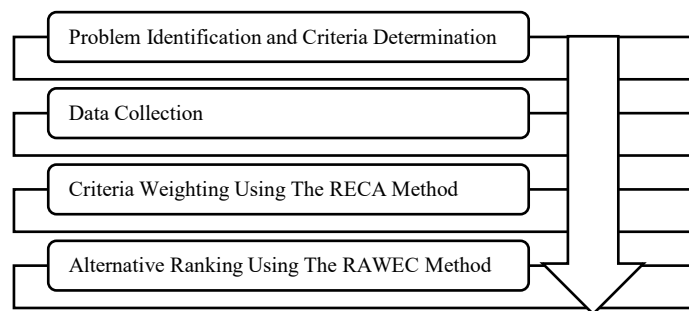 Problem Identification and Criteria Determination
Data Collection
Criteria Weighting Using The RECA Method
Alternative Ranking Using The RAWEC Method